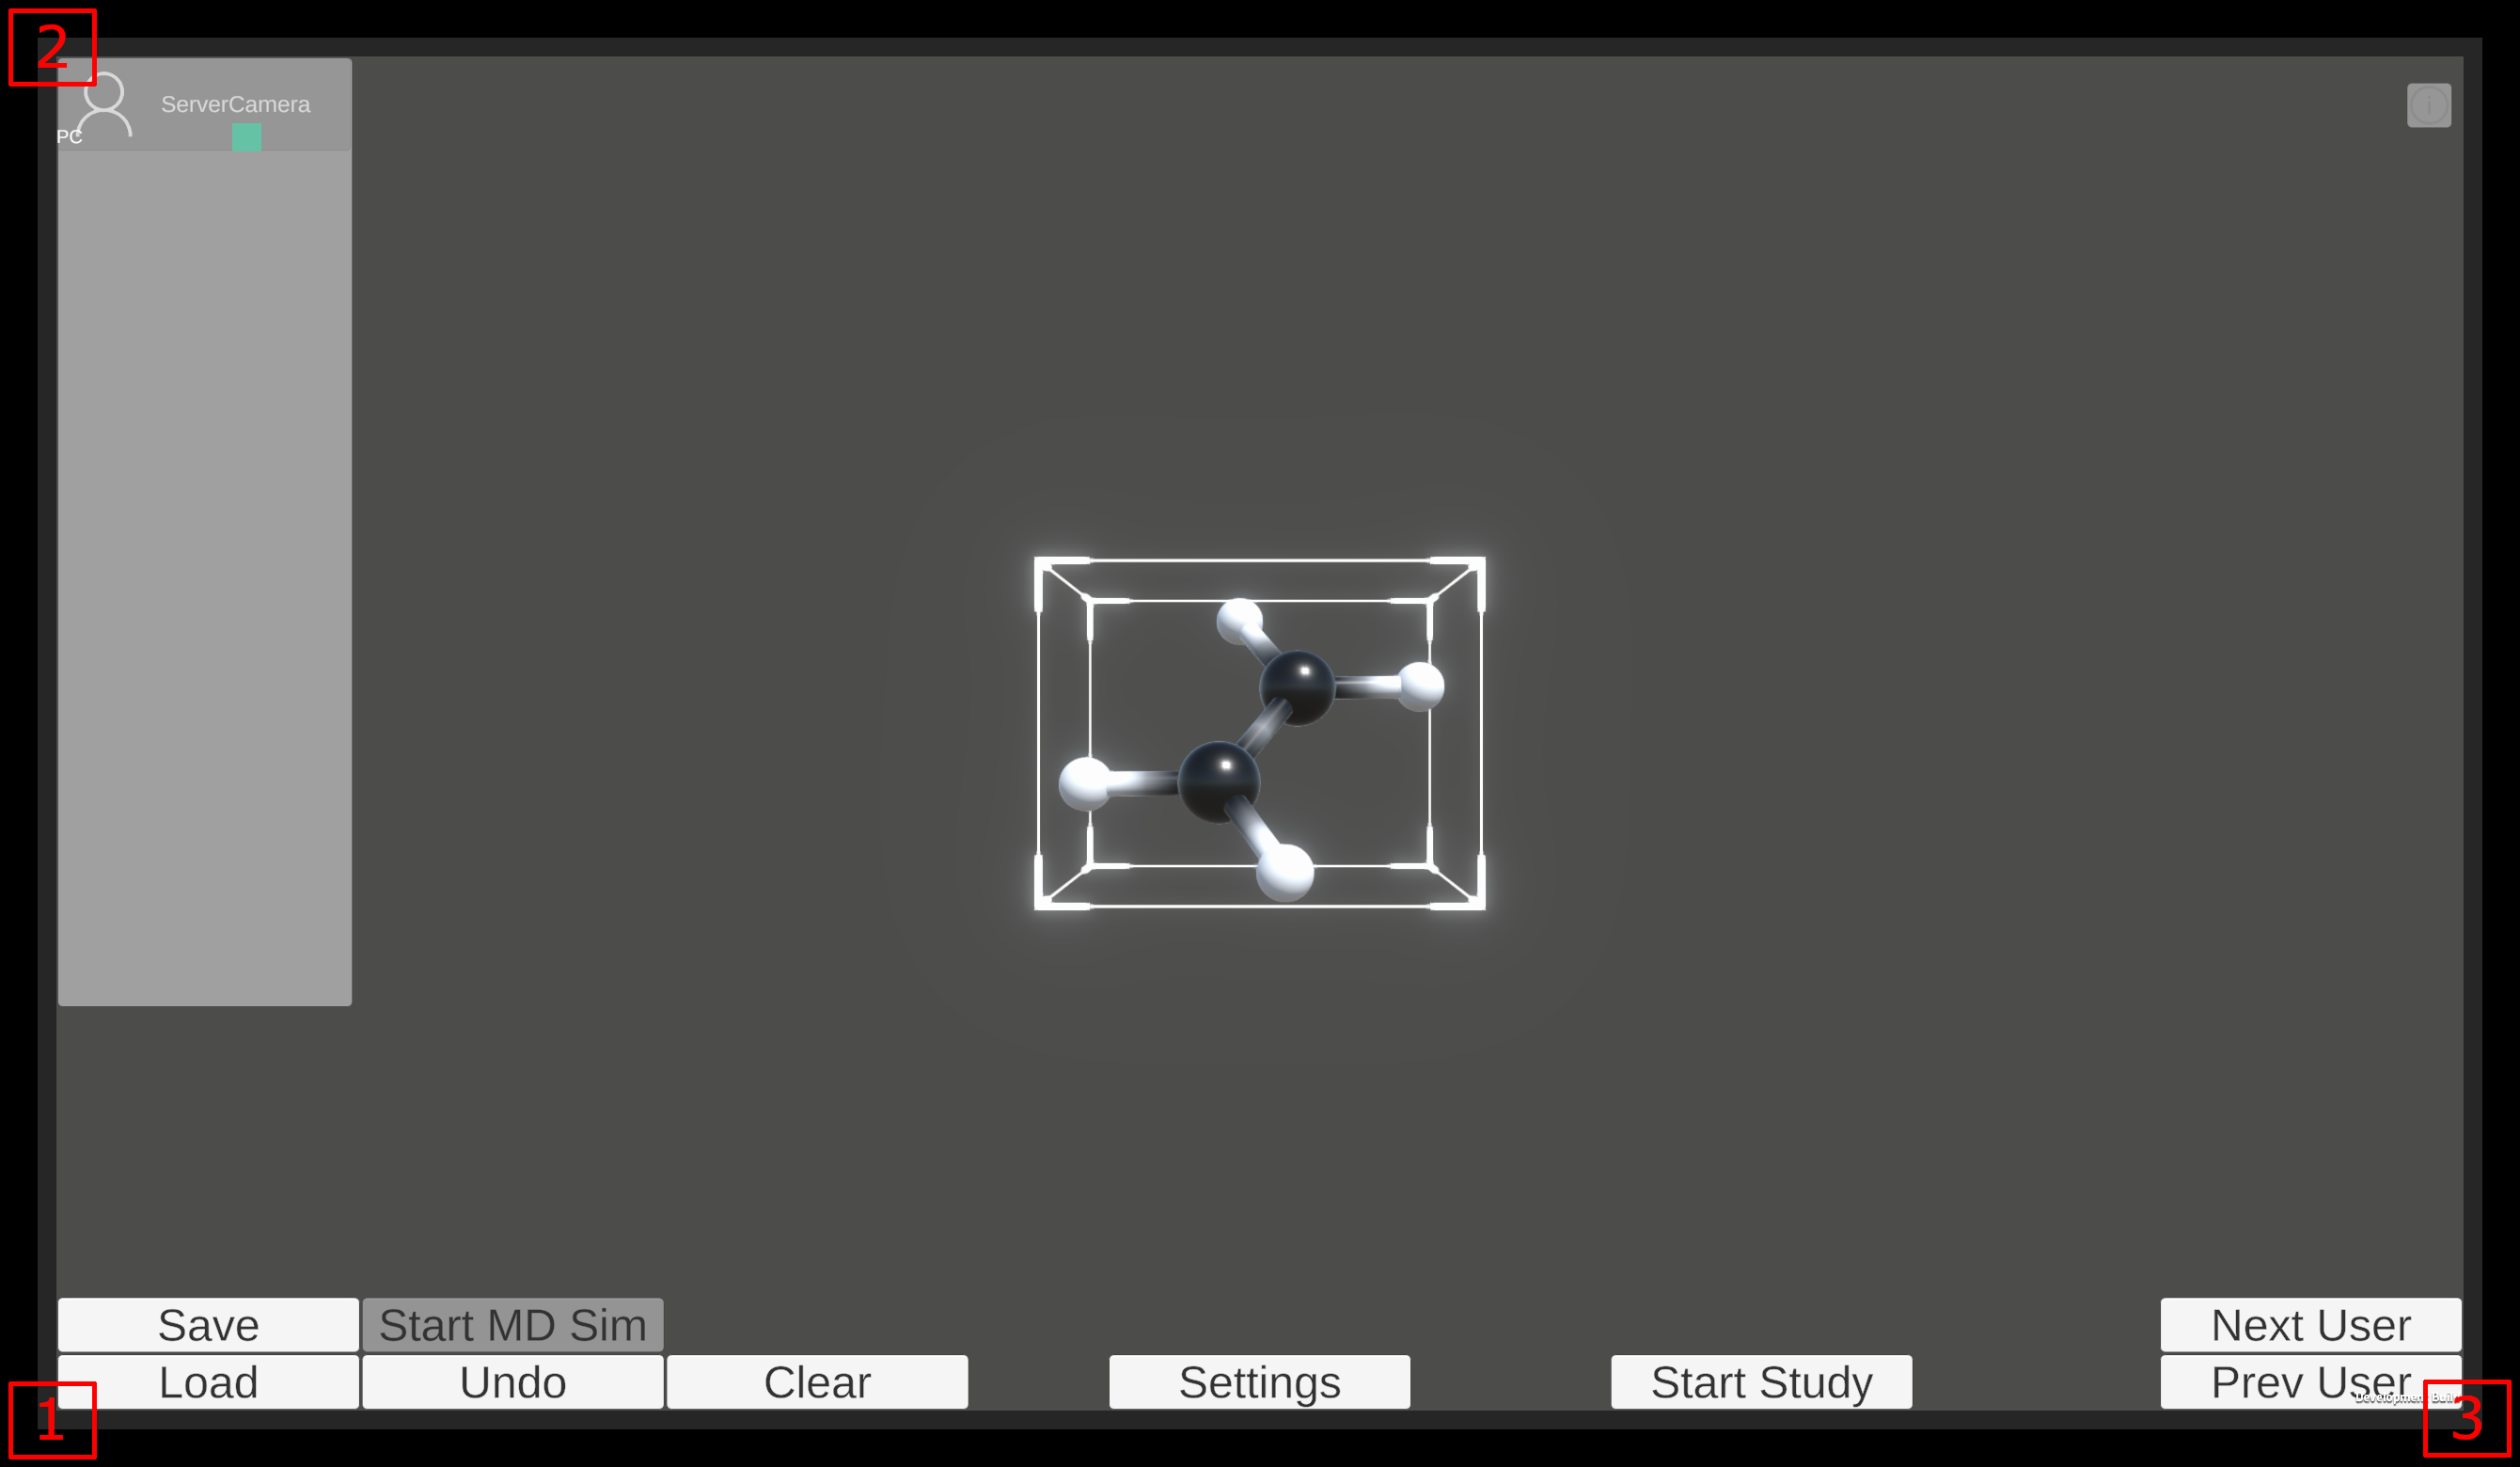 2
ServerCamera
PC
i
Save
Start MD Sim
Next User
Load
Undo
Clear
Settings
Start Study
Prev User
Development Build
1
3